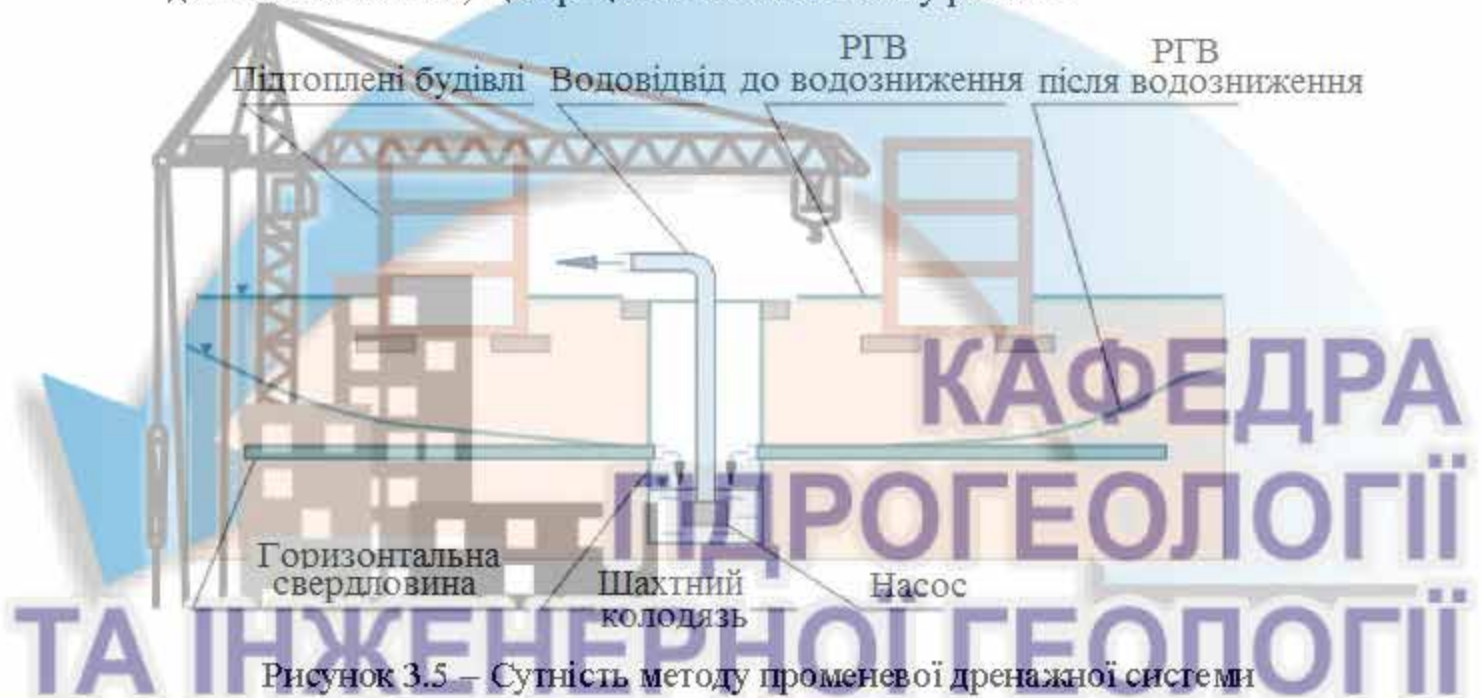 РГВ
РГВ
Підтоплені будівлі
Водовідвід
до водозниження
після водозниження
Горизонтальна
свердловина
Шахтний
колодязь
Насос
КАФЕДРА
ГІДРОГЕОЛОГІЇ
ТА ІНЖЕНЕРНОЇ ГЕОЛОГІЇ
Рисунок 3.5 – Сутність методу променевої дренажної системи